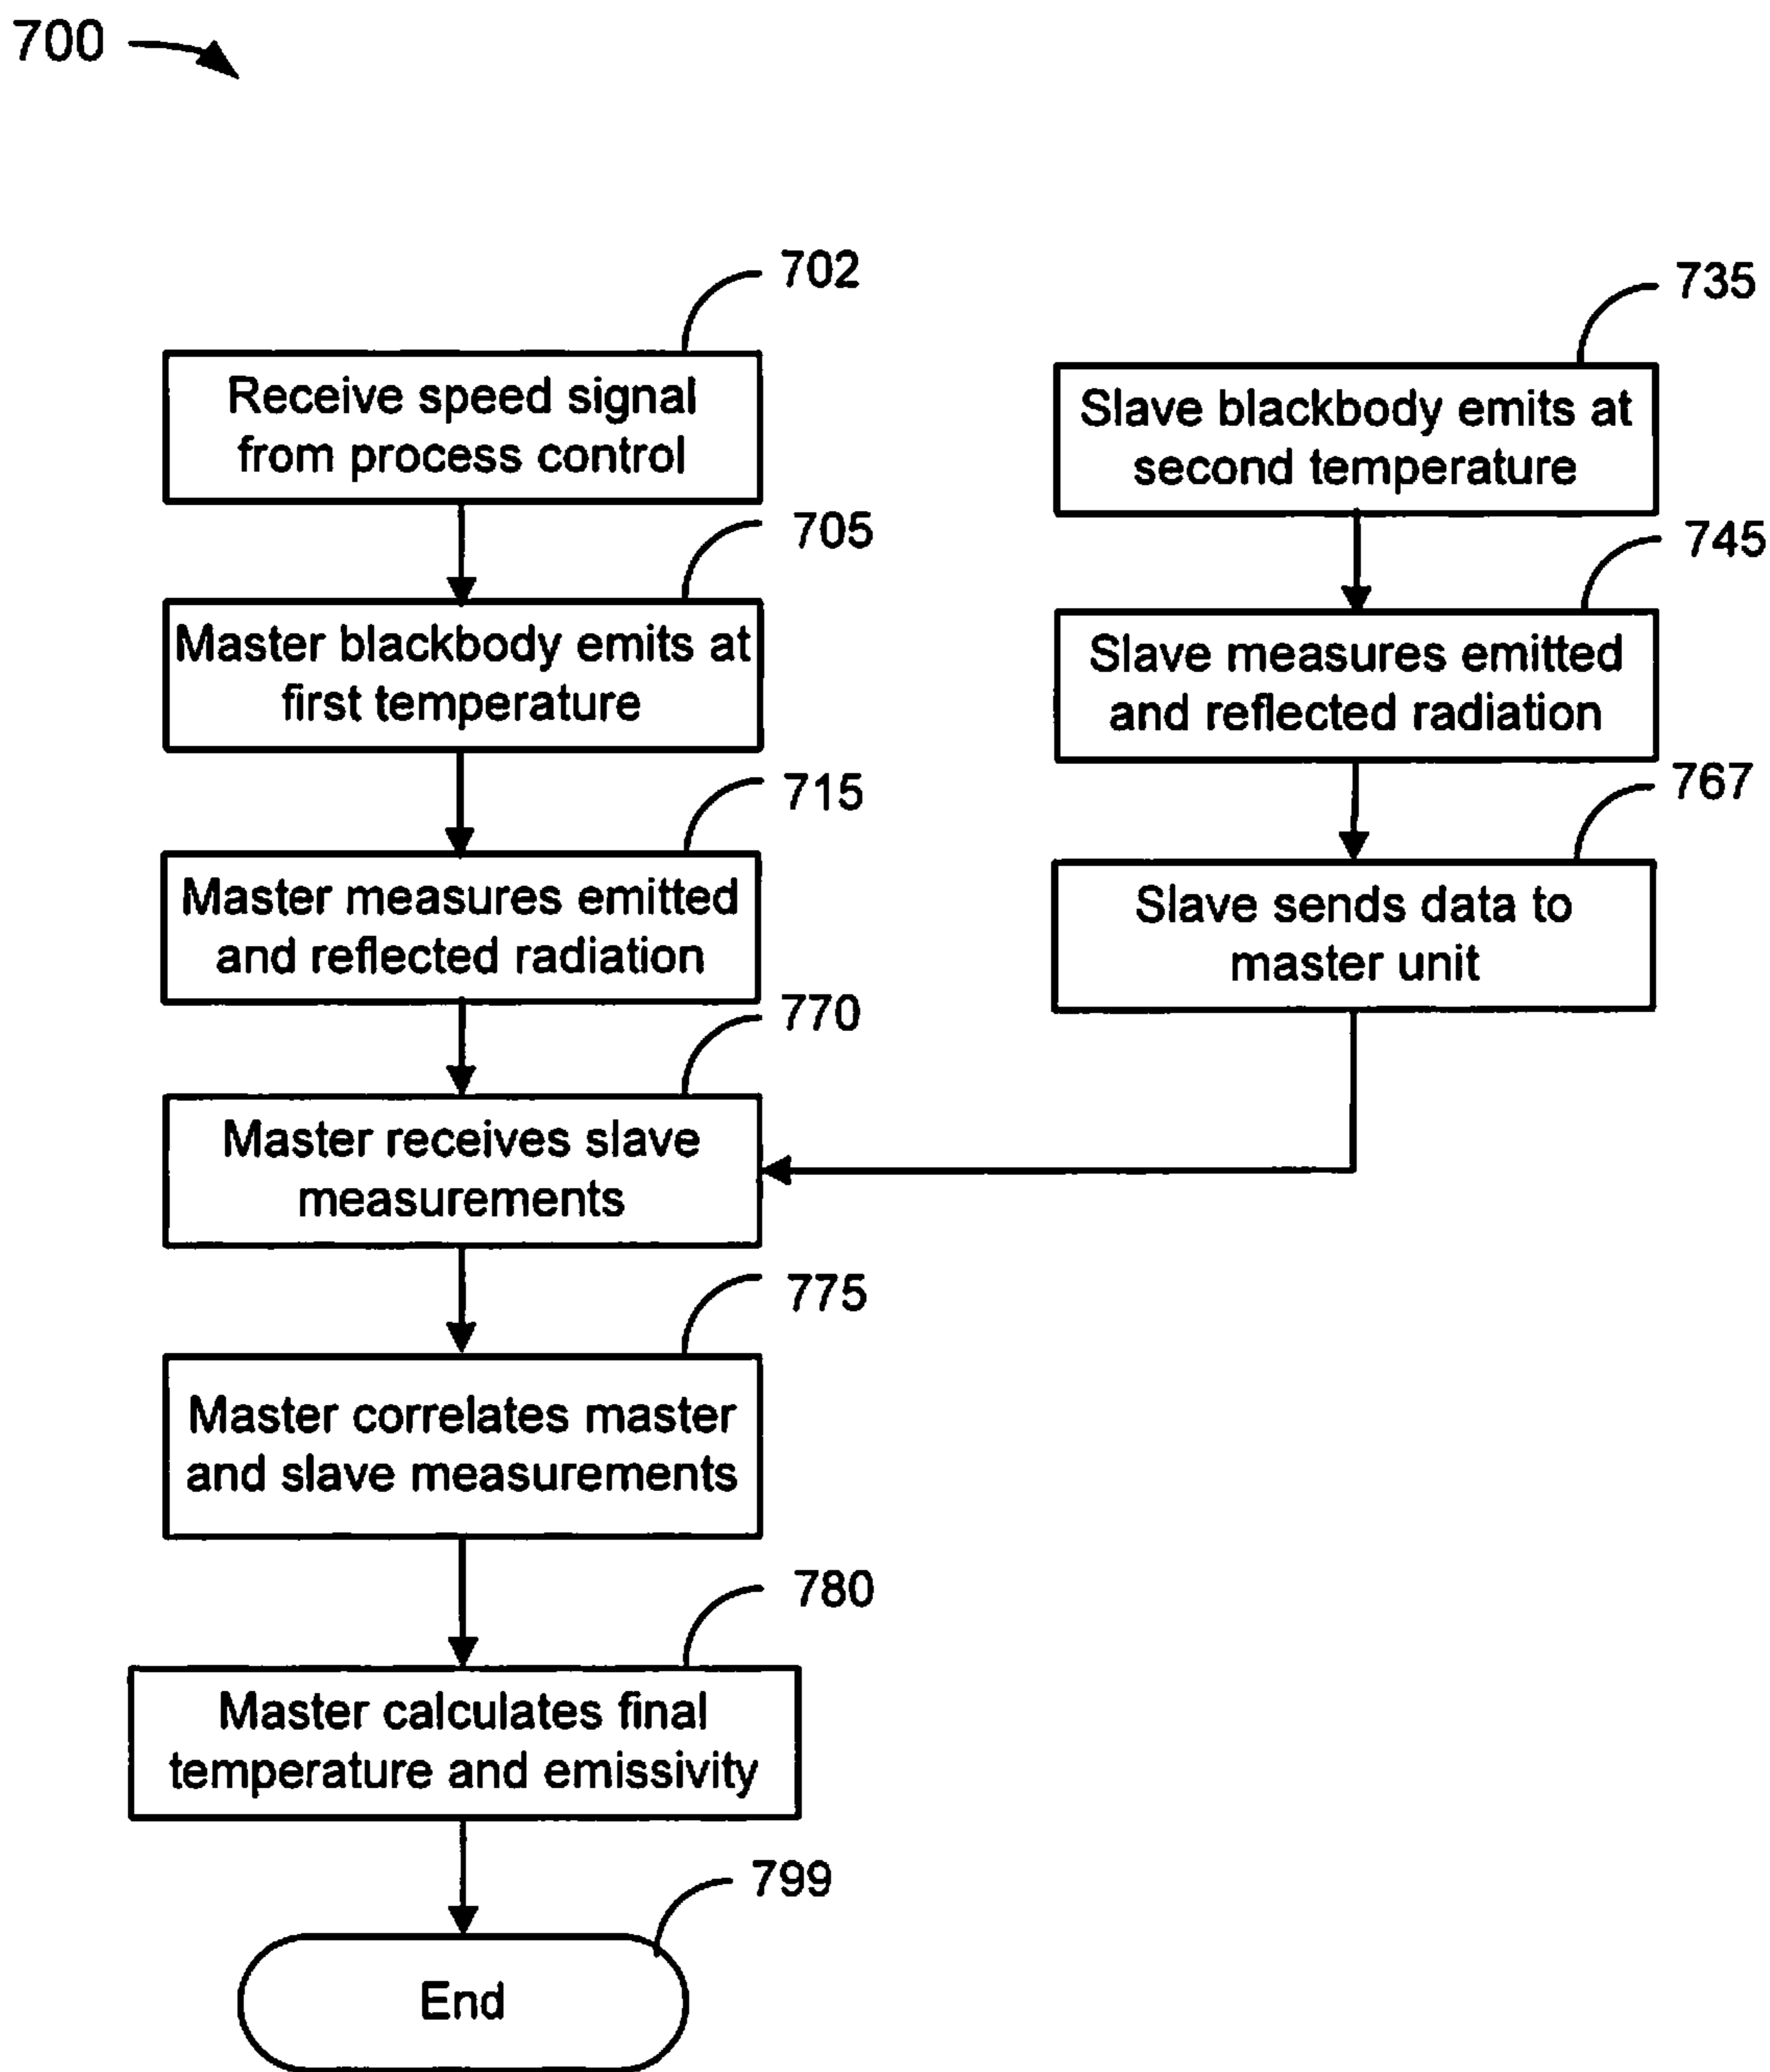 700
702
Receive speed signal
from process control
705
Master blackbody emits at
first temperature
715
Master measures emitted
and reflected radiation
770
Master receives slave
measurements
775
Master correlates master
and slave measurements
780
Master calculates final
temperature and emissivity
799
End
735
Slave blackbody emits at
second temperature
745
Slave measures emitted
and reflected radiation
767
Slave sends data to
master unit